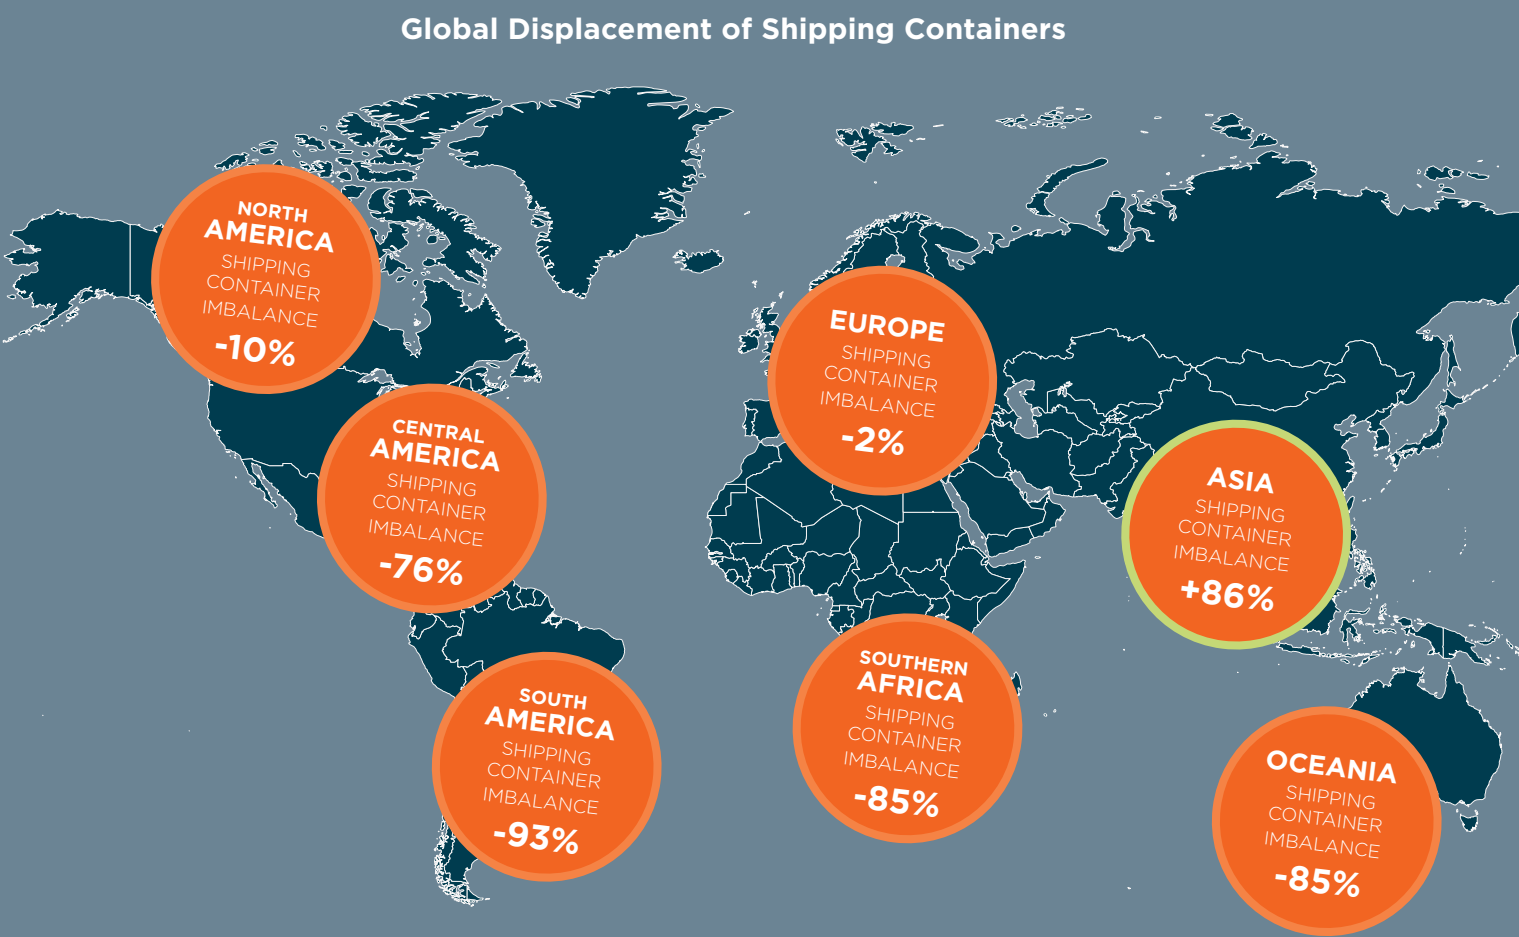 Global Displacement of Shipping Containers
NORTH
AMERICA
SHIPPING
CONTAINER
IMBALANCE
-10%
CENTRAL
AMERICA
SHIPPING
CONTAINER
IMBALANCE
-76%
SOUTH
AMERICA
SHIPPING
CONTAINER
IMBALANCE
-93%
EUROPE
SHIPPING
CONTAINER
IMBALANCE
-2%
SOUTHERN
AFRICA
SHIPPING
CONTAINER
IMBALANCE
-85%
ASIA
SHIPPING
CONTAINER
IMBALANCE
+86%
OCEANIA
SHIPPING
CONTAINER
IMBALANCE
-85%